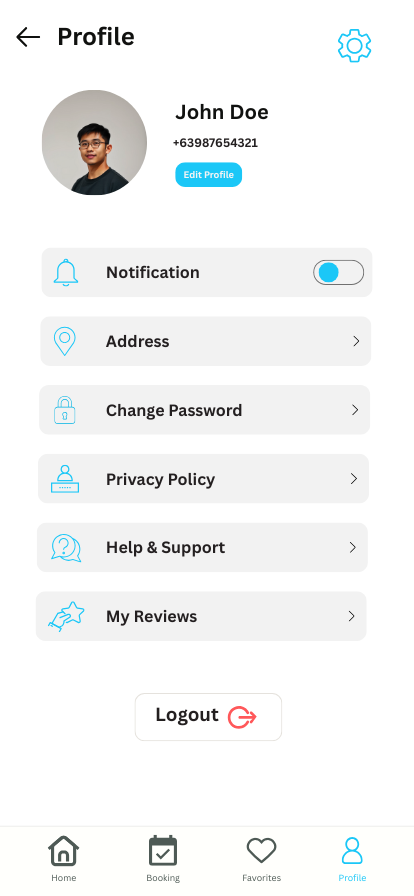 Profile
John Doe
+63987654321
Edit Profile
Notification
Address
Change Password
Privacy Policy
Help & Support
My Reviews
Logout
Home
Booking
Favorites
Profile